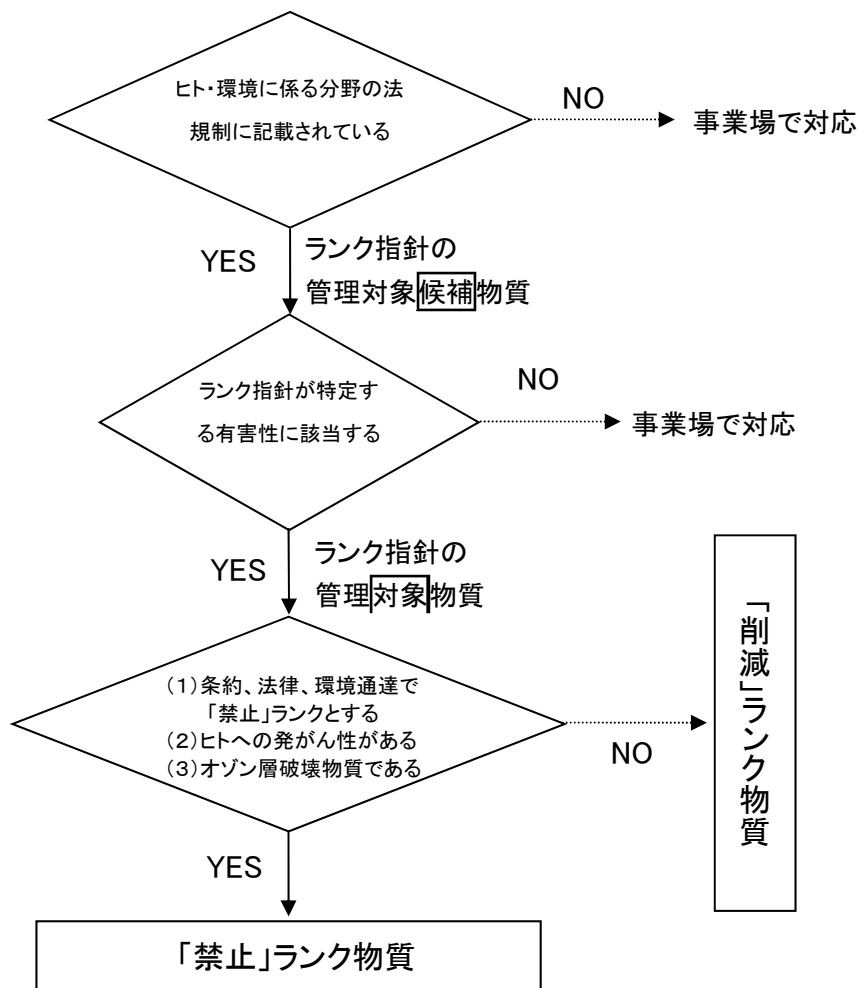 ヒト・環境に係る分野の法
規制に記載されている
NO
事業場で対応
YES
ランク指針の
管理対象候補物質
ランク指針が特定す
る有害性に該当する
NO
事業場で対応
YES
ランク指針の
管理対象物質
(1)条約、法律、環境通達で
「禁止」ランクとする
(2)ヒトへの発がん性がある
(3)オゾン層破壊物質である
NO
「削減」ランク物質
YES
「禁止」ランク物質